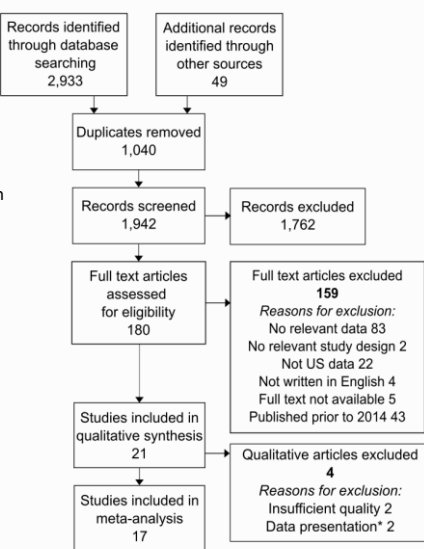 Records identified
through database
searching
2,933
Additional records
identified through
other sources
49
Duplicates removed
1,040
n
Records screened
1,942
Records excluded
1,762
Full text articles
assessed
for eligibility
180
Full text articles excluded
159
Reasons for exclusion:
No relevant data 83
No relevant study design 2
Not US data 22
Not written in English 4
Full text not available 5
Published prior to 2014 43
Studies included in
qualitative synthesis
21
Qualitative articles excluded
4
Reasons for exclusion:
Insufficient quality 2
Data presentation* 2
Studies included in
meta-analysis
17